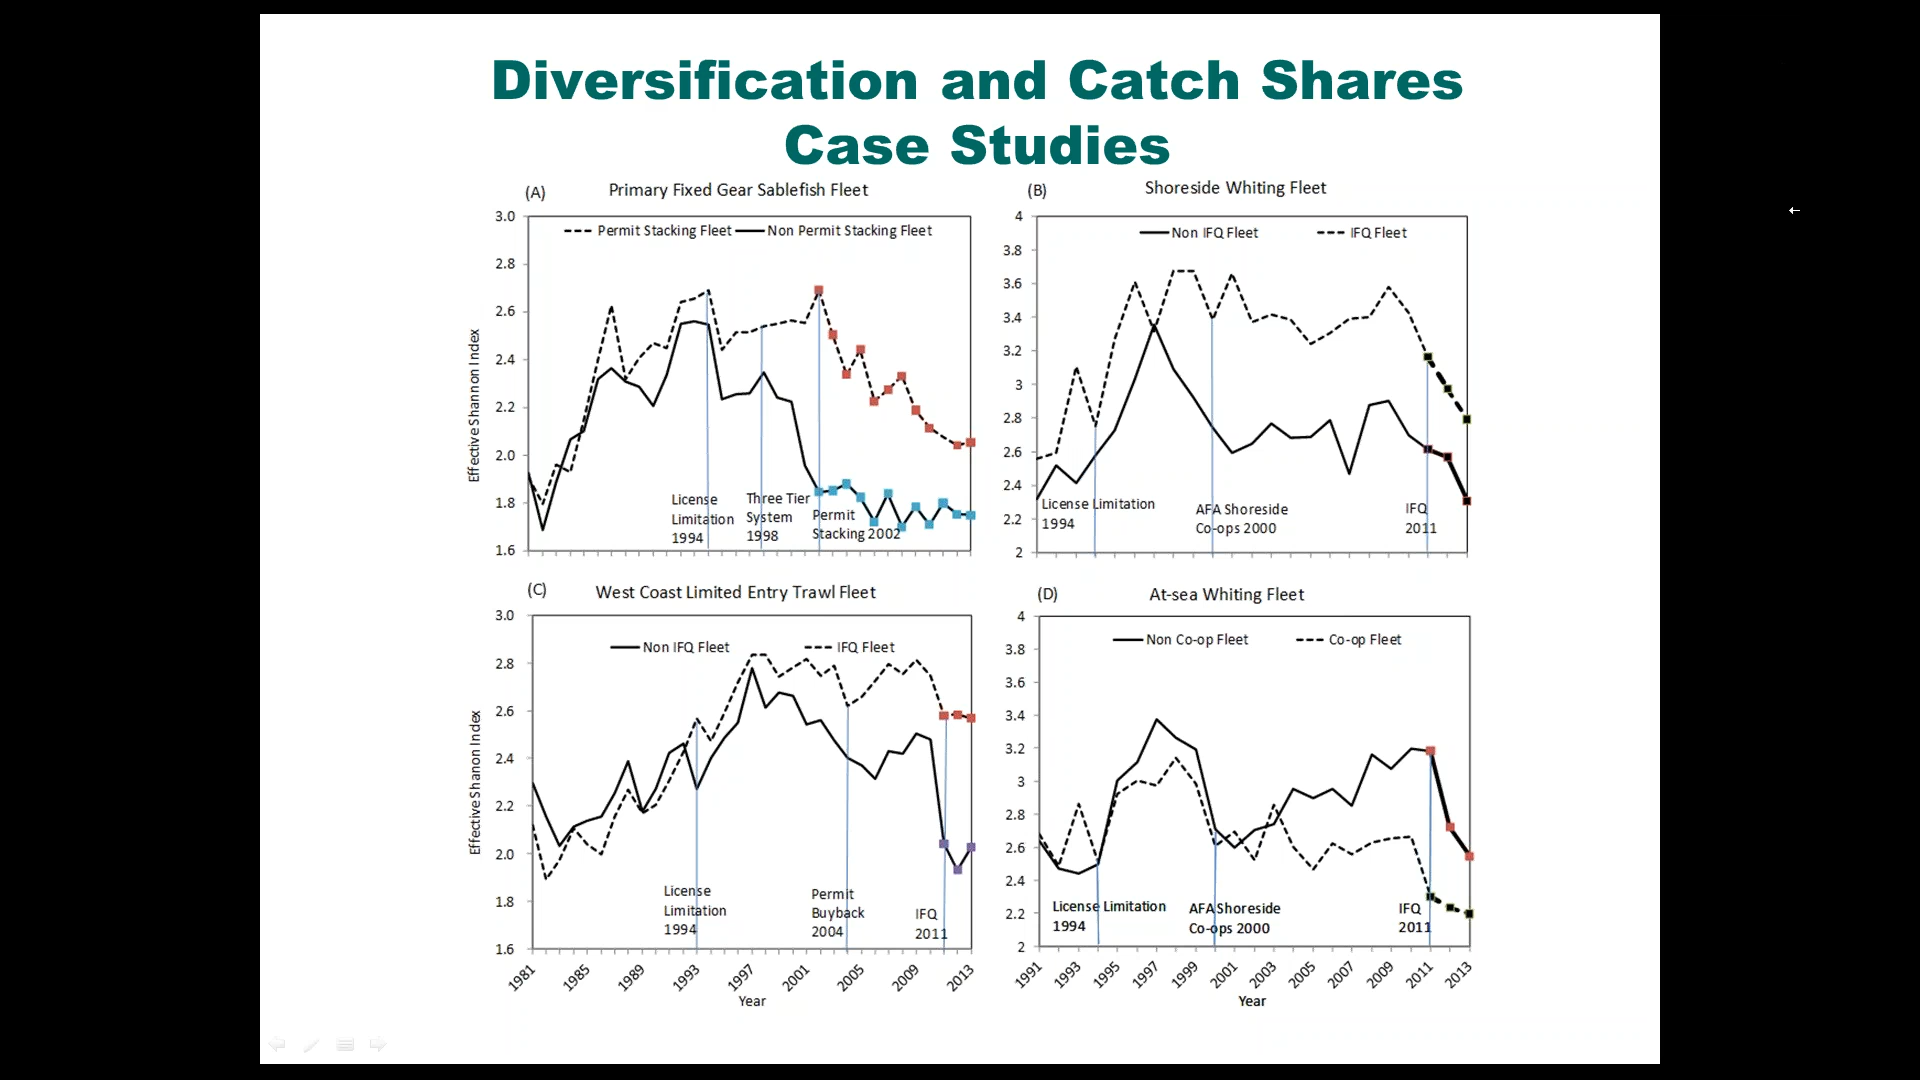 Diversification and Catch Shares
Case Studies
(A)
Primary Fixed Gear Sablefish Fleet
3.0
2.8
2.6
2.4
2.2
2.0
1.8
1.6
Effective Shannon Index
Permit Stacking Fleet
Non Permit Stacking Fleet
License
Limitation
1994
Three Tier
System
1998
Permit
Stacking 2002
(B)
Shoreside Whiting Fleet
4
3.8
3.6
3.4
3.2
3
2.8
2.6
2.4
2.2
2
Non IFQ Fleet
IFQ Fleet
License Limitation
1994
AFA Shoreside
Co-ops 2000
IFQ
2011
(C)
West Coast Limited Entry Trawl Fleet
3.0
2.8
2.6
2.4
2.2
2.0
1.8
1.6
Effective Shanon Index
Non IFQ Fleet
IFQ Fleet
License
Limitation
1994
Permit
Buyback
2004
IFQ
2011
1981
1985
1989
1993
1997
2001
2005
2009
2013
Year
(D)
At-sea Whiting Fleet
4
3.8
3.6
3.4
3.2
3
2.8
2.6
2.4
2.2
2
Non Co-op Fleet
Co-op Fleet
License Limitation
1994
AFA Shoreside
Co-ops 2000
IFQ
2011
1991
1993
1995
1997
1999
2001
2003
2005
2007
2009
2011
2013
Year